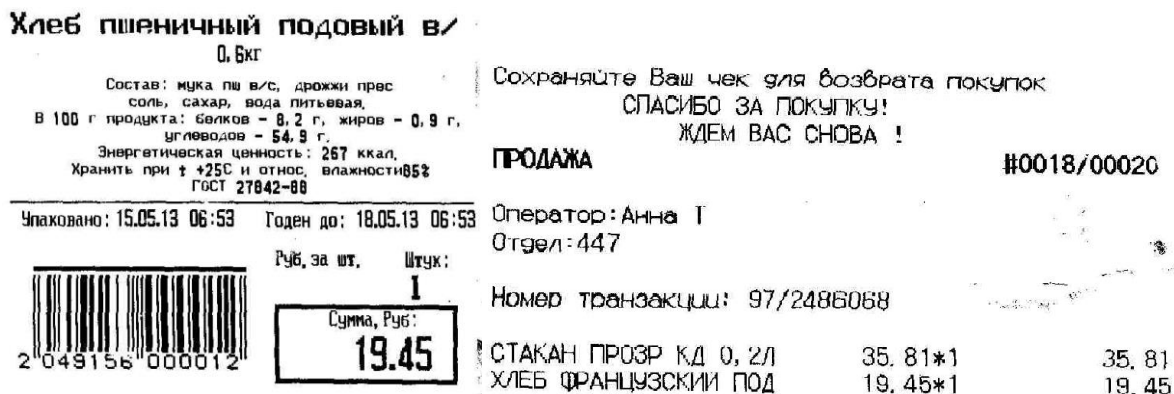 Хлеб пшеничный подовый в/
0,6кг
Состав: мука пш в/с, дрожжи прес
соль, сахар, вода питьевая,
В 100 г продукта: белков - 8,2 г, жиров - 0,9 г,
углеводов - 54,9 г,
Энергетическая ценность: 267 ккал,
Хранить при t +25С и относ, влажности85%
ГОСТ 27842-88
Упаковано: 15.05.13 06:53 Годен до: 18.05.13 06:53
Руб,за шт, Штук:
1
Сумма,Руб:
19.45
2 049156 000012
Сохраняйте Ваш чек для возврата покупок
СПАСИБО ЗА ПОКУПКУ!
ЖДЕМ ВАС СНОВА !
ПРОДАЖА #0018/00020
Оператор:Анна Т
Отдел:447
Номер транзакции: 97/2486068
СТАКАН ПРОЗР КД 0,2Л 35.81*1 35.81
ХЛЕБ ФРАНЦУЗСКИЙ ПОД 19.45*1 19.45